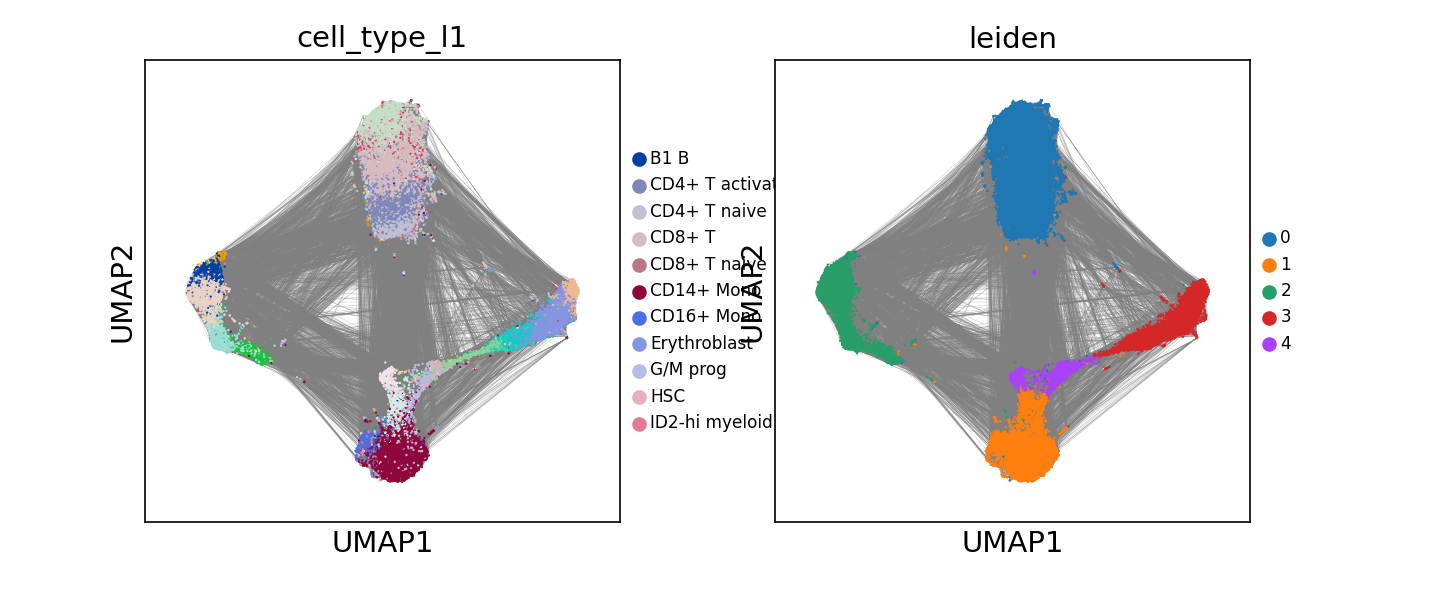 cell_type_l1
UMAP2
UMAP1
B1 B
CD4+ T activat
CD4+ T naive
CD8+ T
CD8+ T naive
CD14+ Mono
CD16+ Mono
Erythroblast
G/M prog
HSC
ID2-hi myeloid
leiden
UMAP2
UMAP1
0
1
2
3
4